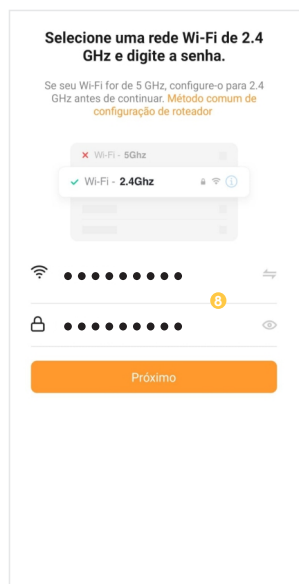 Selecione uma rede Wi-Fi de 2.4
GHz e digite a senha.
Se seu Wi-Fi for de 5 GHz, configure-o para 2.4
GHz antes de continuar. Método comum de
configuração de roteador
Wi-Fi - 5Ghz
Wi-Fi - 2.4Ghz
8
Próximo